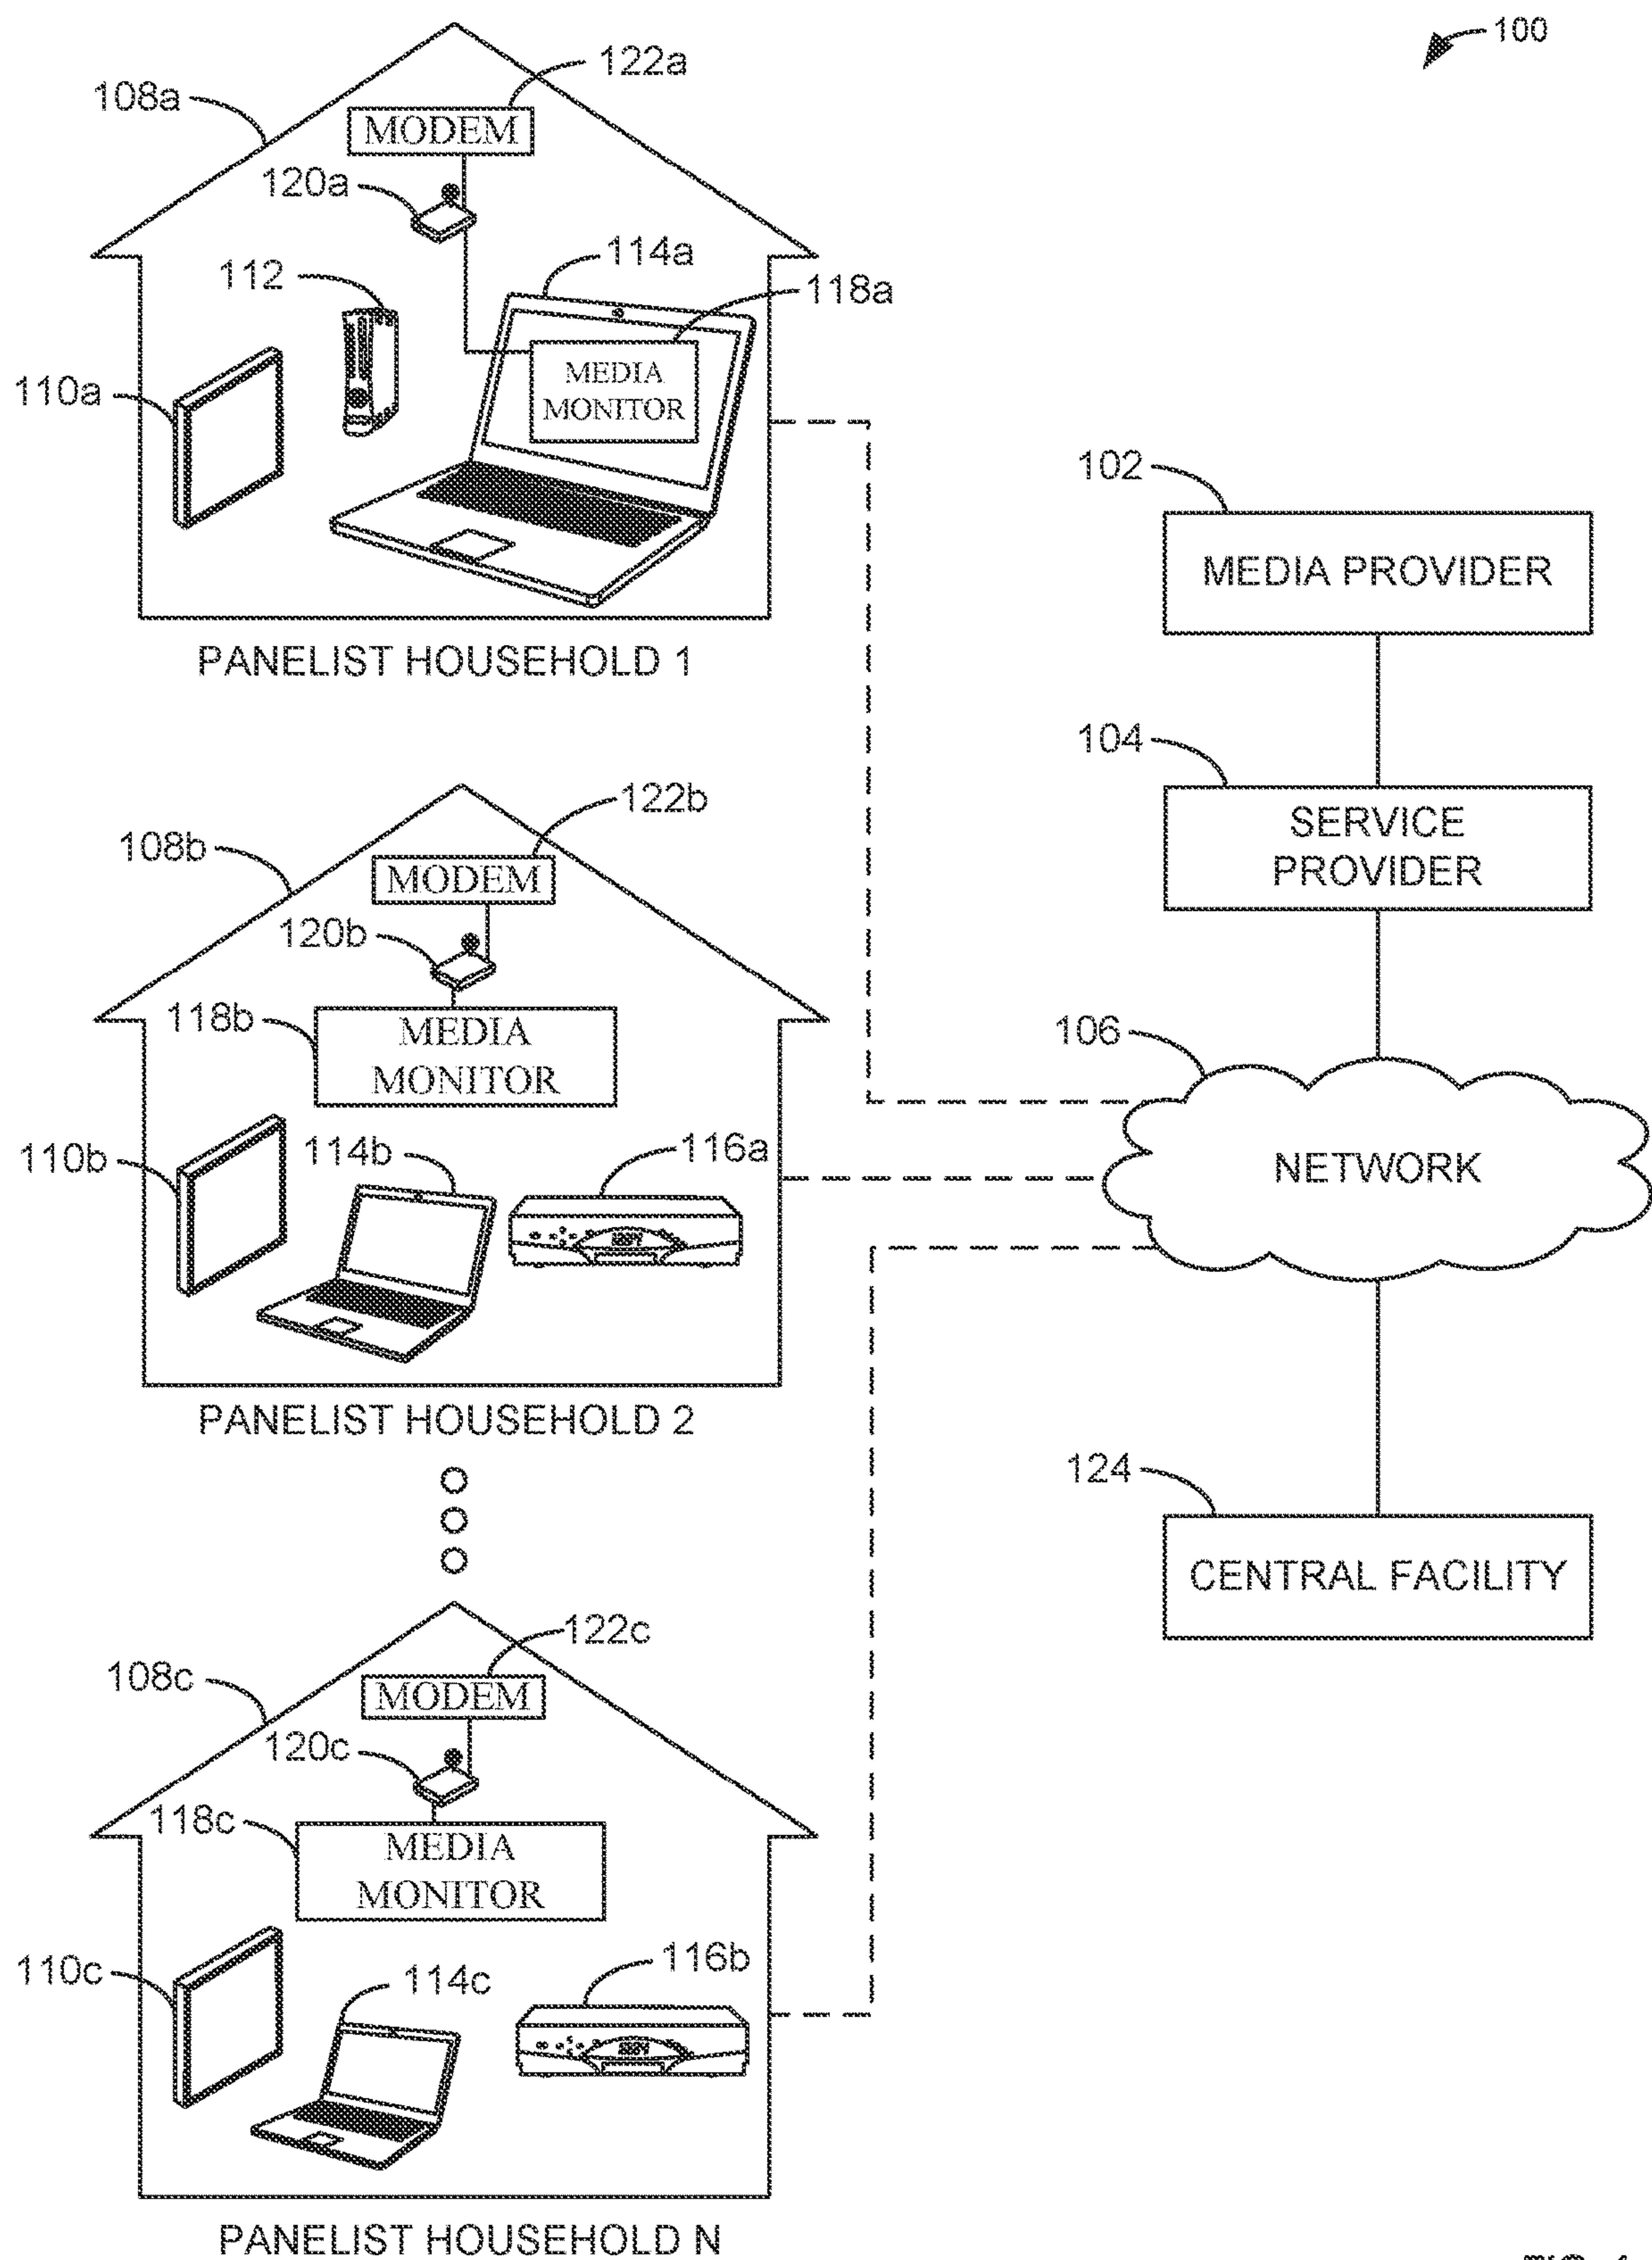 100
122a
108a
MODEM
120a
114a
112
118a
MEDIA
MONITOR
110a
PANELIST HOUSEHOLD 1
102
MEDIA PROVIDER
104
SERVICE
PROVIDER
122b
108b
MODEM
120b
118b
MEDIA
MONITOR
110b
114b
116a
PANELIST HOUSEHOLD 2
106
NETWORK
124
CENTRAL FACILITY
122c
108c
MODEM
120c
118c
MEDIA
MONITOR
110c
114c
116b
PANELIST HOUSEHOLD N